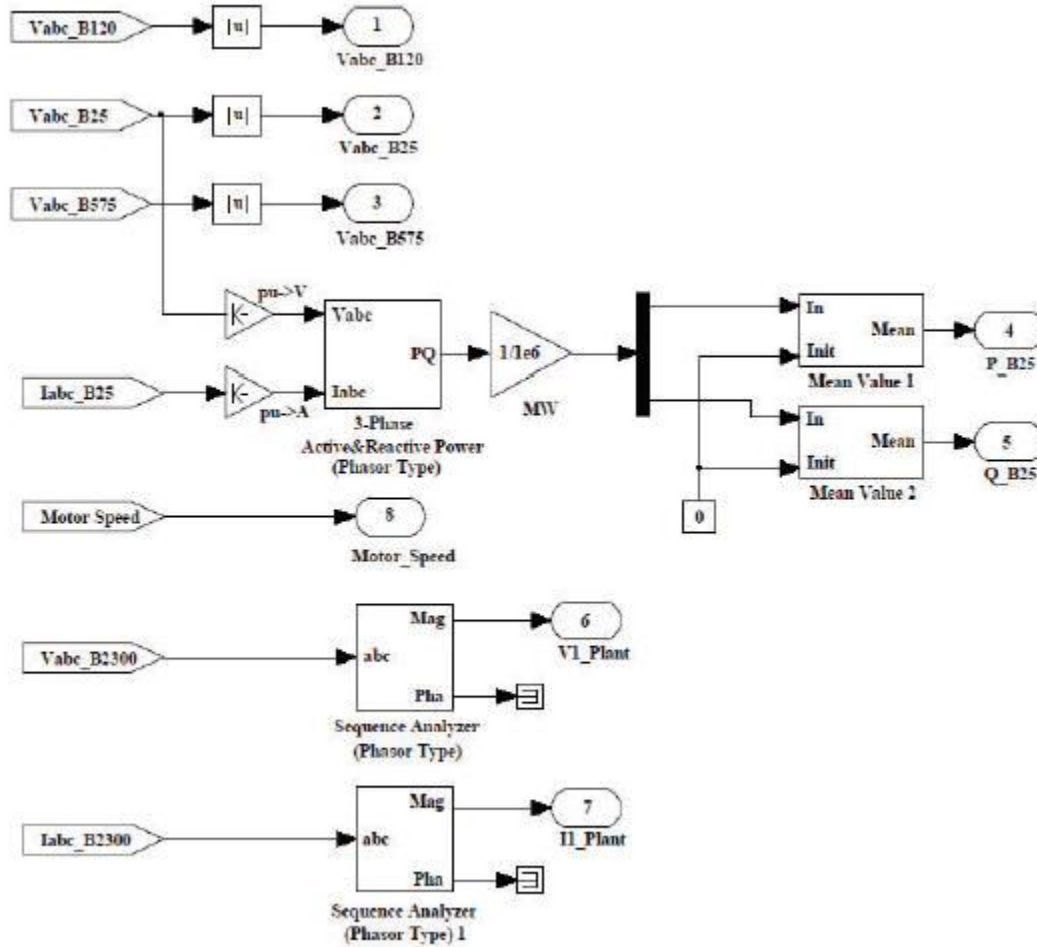 Vabc_B120
|u|
1
Vabc_B120
Vabc_B25
|u|
2
Vabc_B25
Vabc_B575
|u|
3
Vabc_B575
pu->V
K-
Vabc
PQ
1/1e6
MW
In
Mean
Init
Mean Value 1
4
P_B25
Iabc_B25
K-
pu->A
Iabc
3-Phase
Active&Reactive Power
(Phasor Type)
In
Mean
Init
Mean Value 2
5
Q_B25
0
Motor Speed
8
Motor_Speed
Vabc_B2300
abc
Mag
Pha
Sequence Analyzer
(Phasor Type)
6
V1_Plant
Iabc_B2300
abc
Mag
Pha
Sequence Analyzer
(Phasor Type) 1
7
I1_Plant